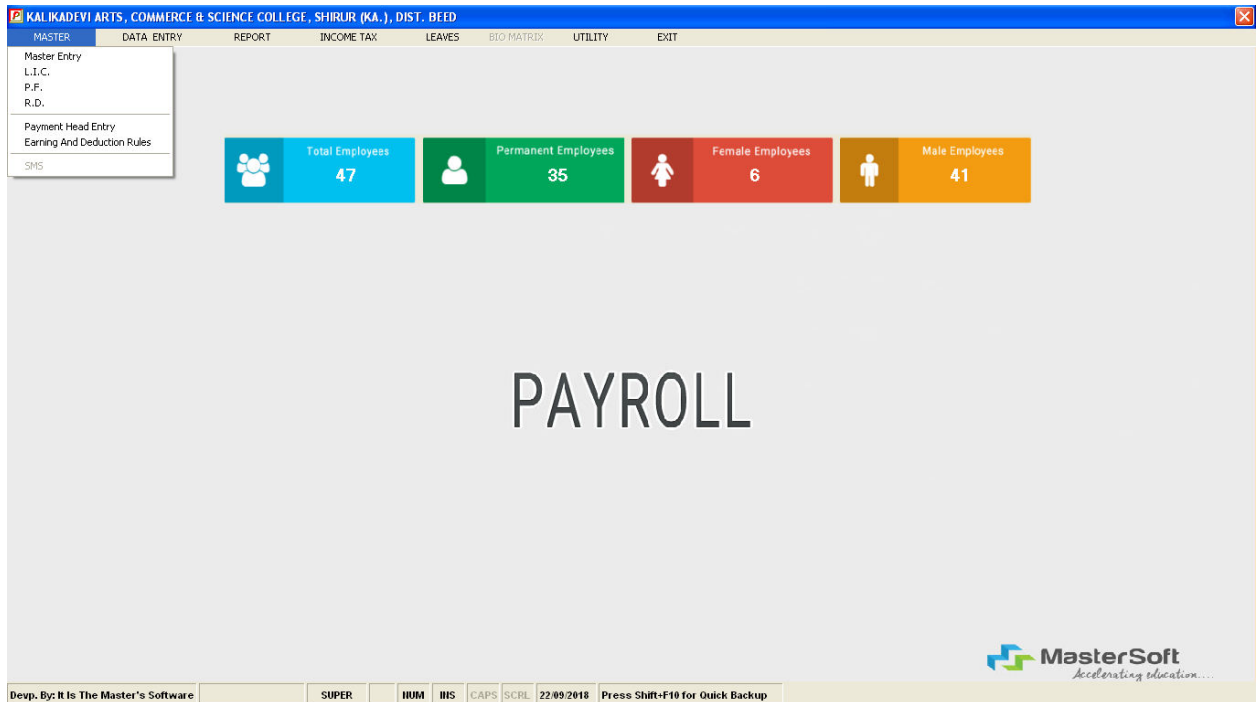 KALIKADEVI ARTS, COMMERCE & SCIENCE COLLEGE, SHIRUR (KA.), DIST. BEED
MASTER DATA ENTRY REPORT INCOME TAX LEAVES BIO MATRIX UTILITY EXIT
Master Entry
L.I.C.
P.F.
R.D.
Payment Head Entry
Earning And Deduction Rules
SMS
Total Employees
47
Permanent Employees
35
Female Employees
6
Male Employees
41
PAYROLL
MasterSoft
Accelerating education....
Devp. By: It Is The Master's Software SUPER NUM INS CAPS SCRL 22/09/2018 Press Shift+F10 for Quick Backup